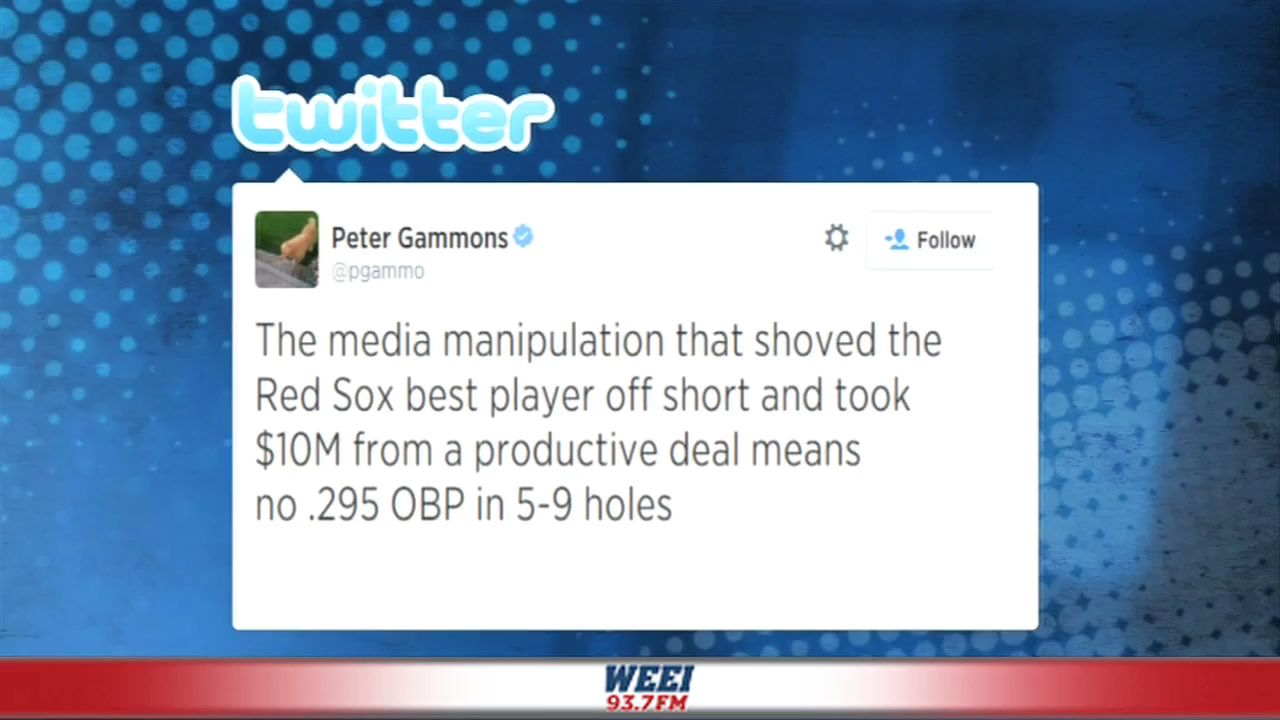 twitter
Peter Gammons
@pgammo
Follow
The media manipulation that shoved the
Red Sox best player off short and took
$10M from a productive deal means
no .295 OBP in 5-9 holes
WEEI
93.7FM